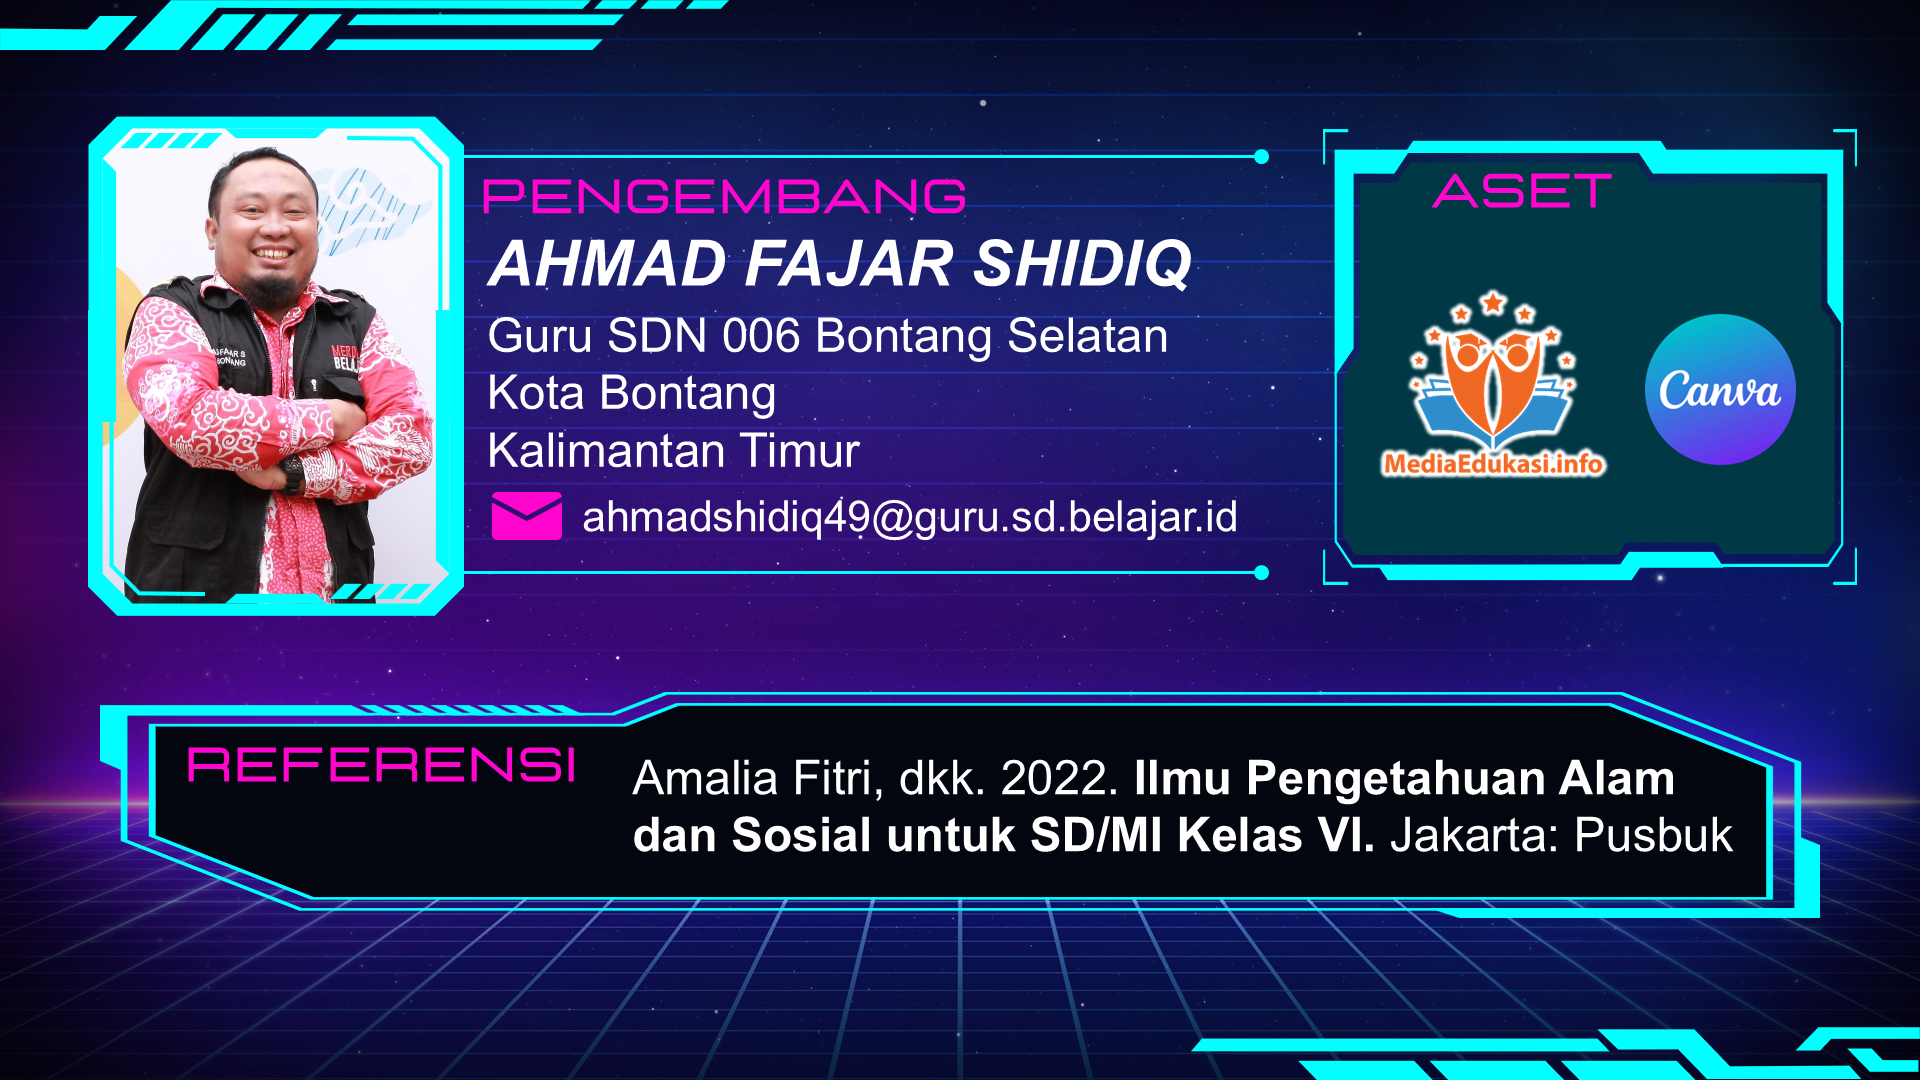 PENGEMBANG
AHMAD FAJAR SHIDIQ
Guru SDN 006 Bontang Selatan
Kota Bontang
Kalimantan Timur
ahmadshidiq49@guru.sd.belajar.id
ASET
MediaEdukasi.info
Canva
REFERENSI
Amalia Fitri, dkk. 2022. Ilmu Pengetahuan Alam
dan Sosial untuk SD/MI Kelas VI. Jakarta: Pusbuk